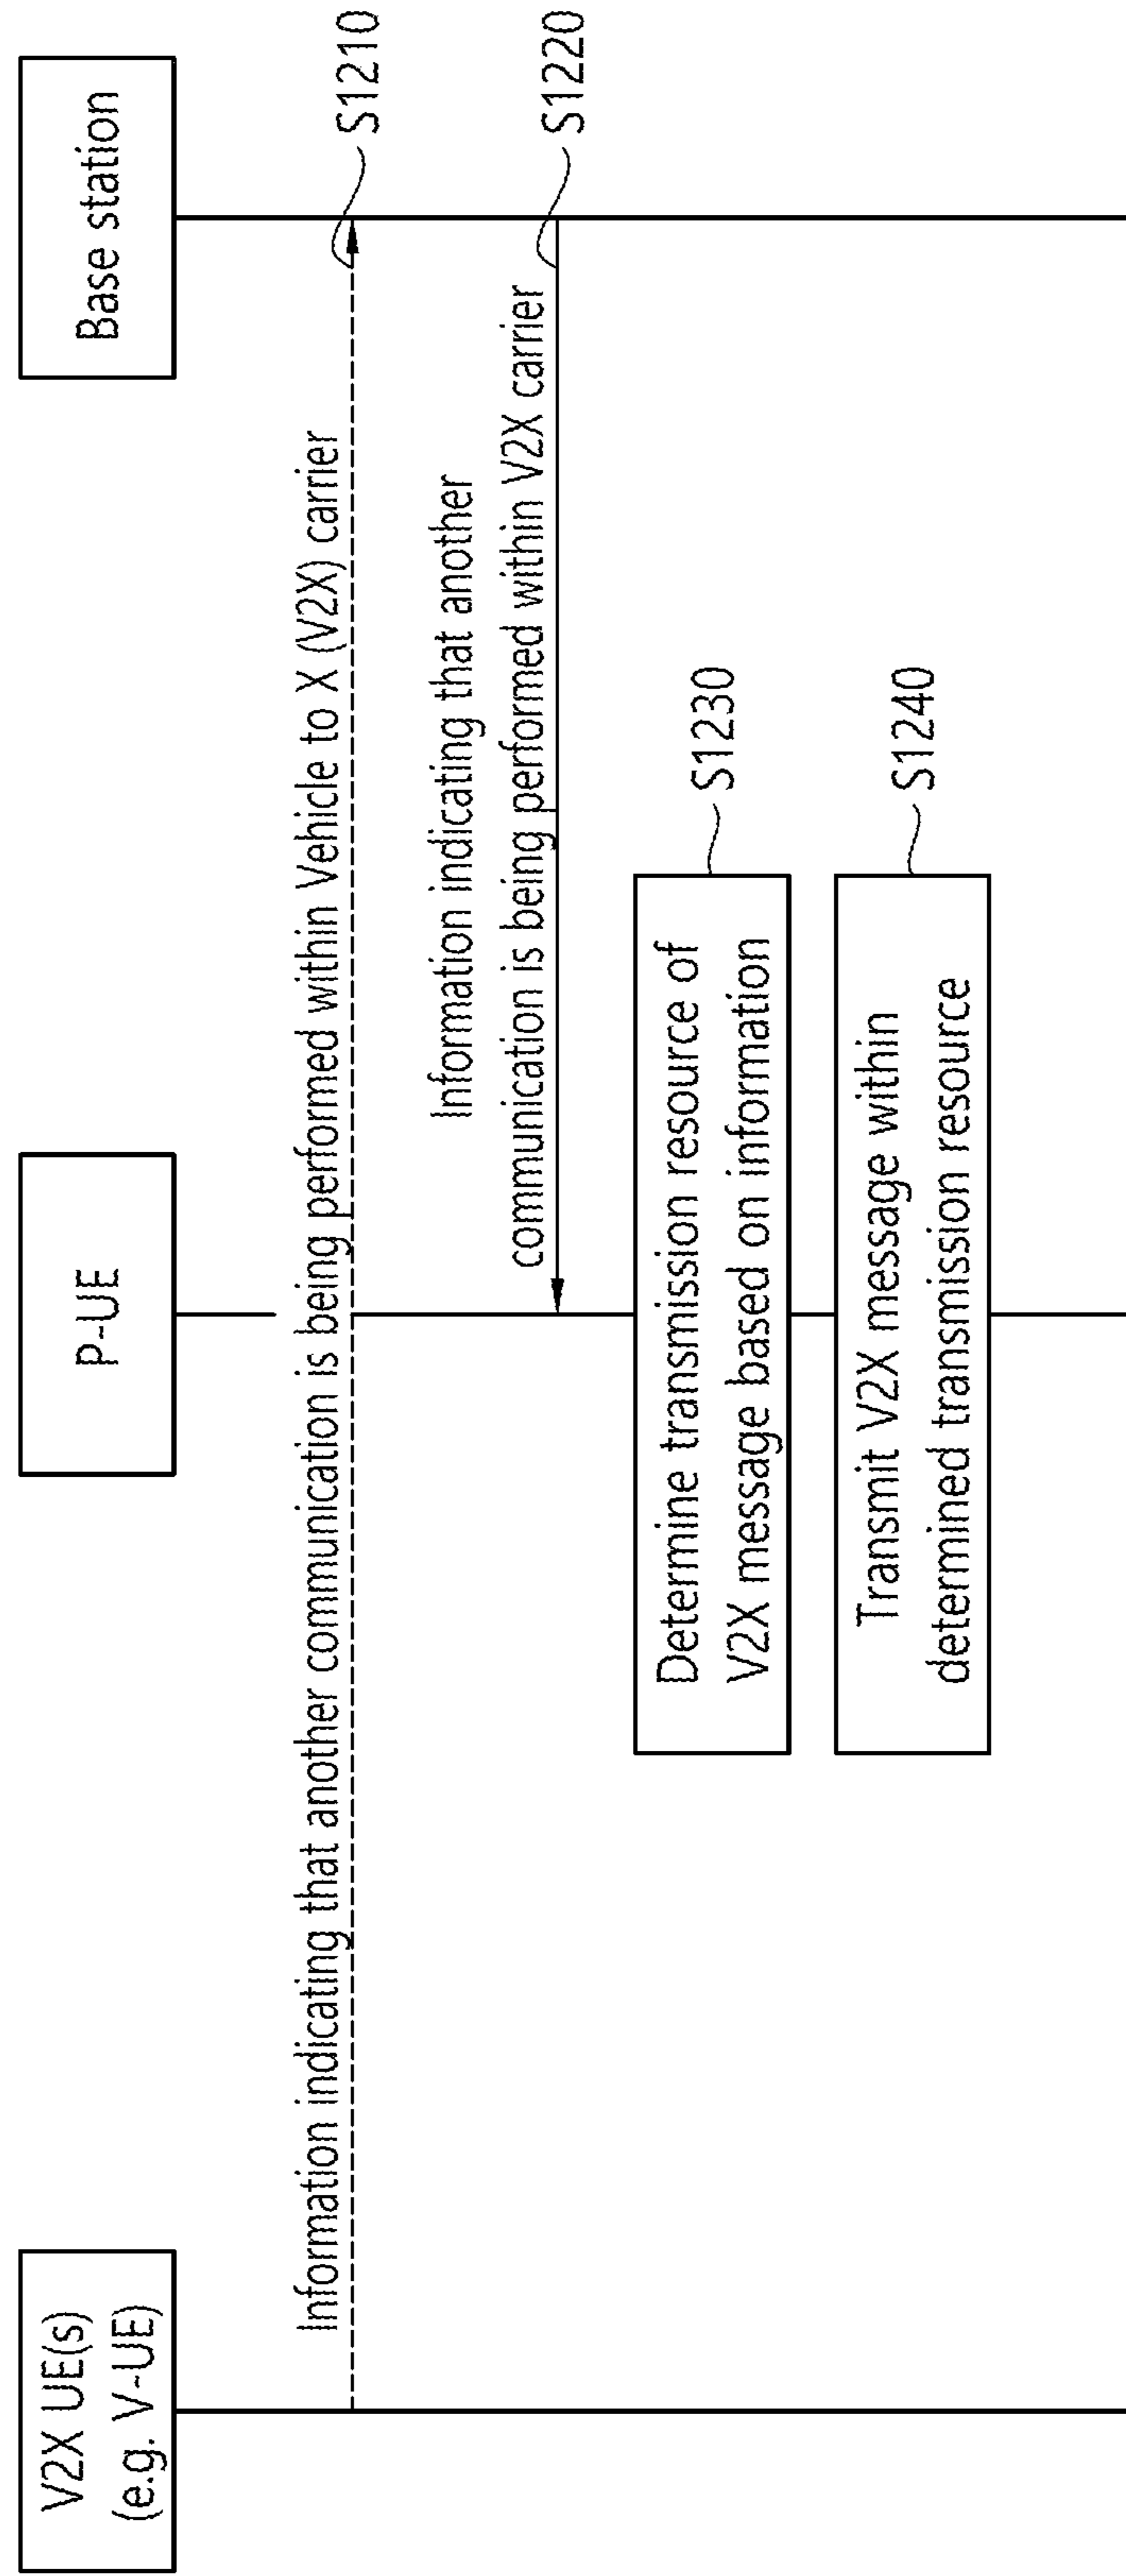 V2X UE(s)
(e.g. V-UE)
P-UE
Base station
Information indicating that another communication is being performed within Vehicle to X (V2X) carrier
S1210
Information indicating that another
communication is being performed within V2X carrier
S1220
Determine transmission resource of
V2X message based on information
S1230
Transmit V2X message within
determined transmission resource
S1240